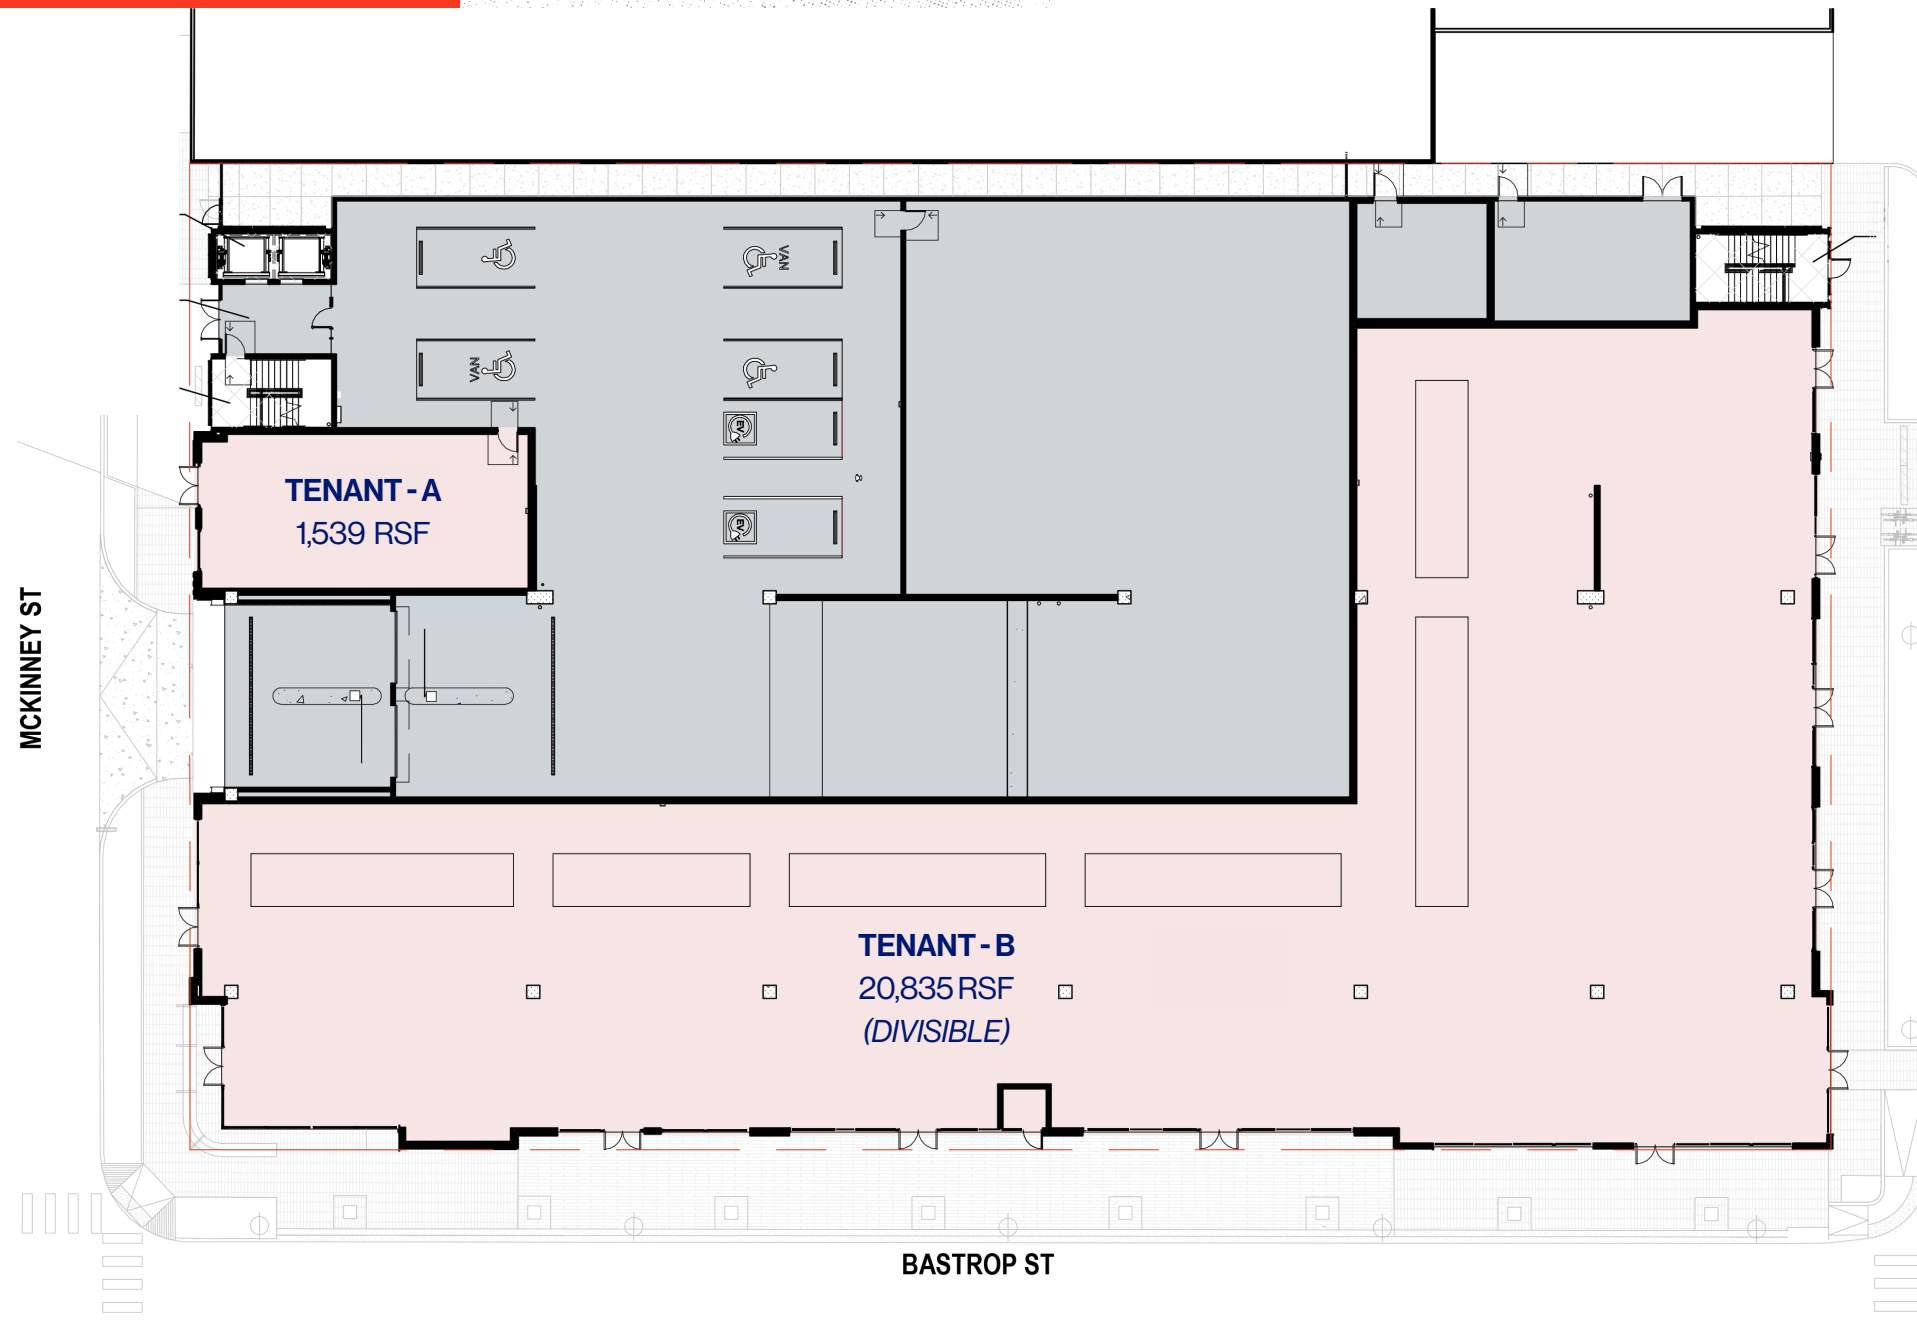 VAN
VAN
EV
EV
TENANT - A
1,539 RSF
MCKINNEY ST
TENANT - B
20,835 RSF
(DIVISIBLE)
BASTROP ST